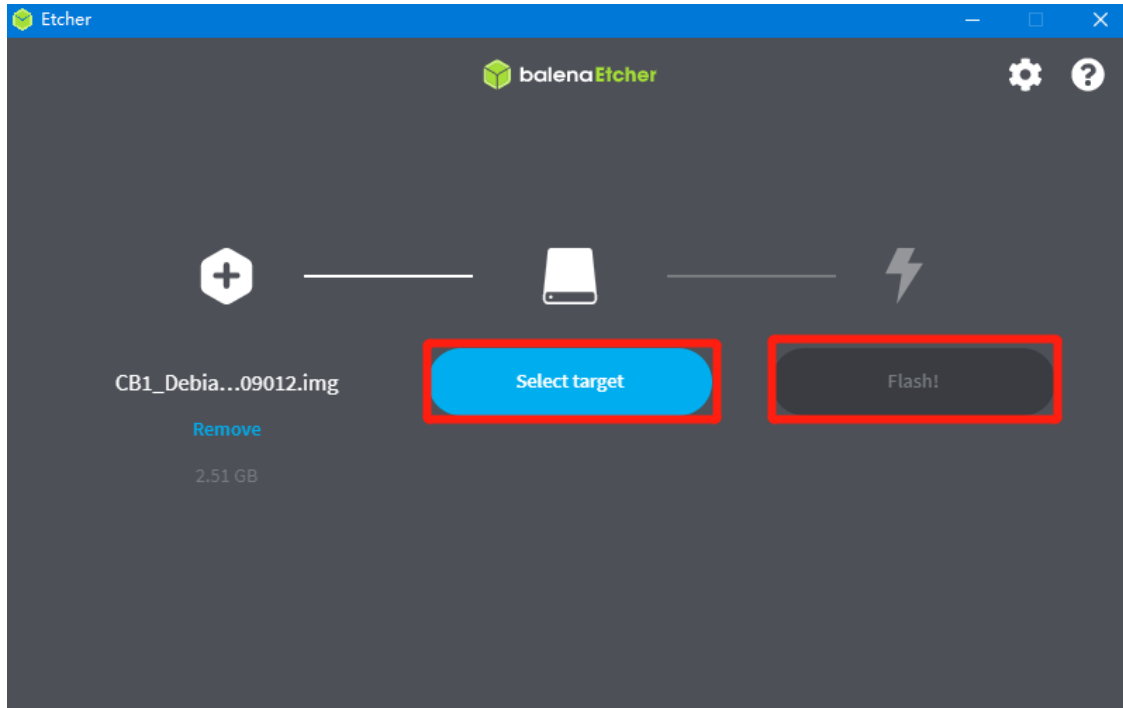 Etcher
balenaEtcher
CB1_Debia...09012.img
Select target
Flash!
Remove
2.51 GB